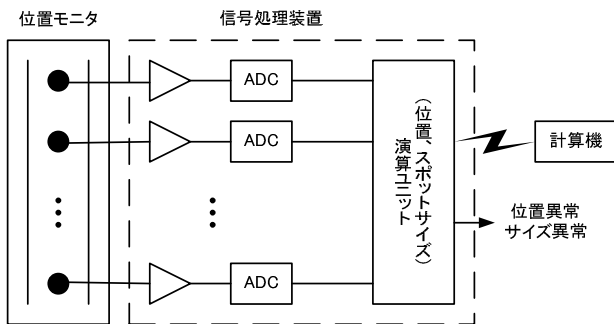 位置モニタ
信号処理装置
ADC
ADC
ADC
演算ユニット
（位置、スポットサイズ）
計算機
位置異常
サイズ異常